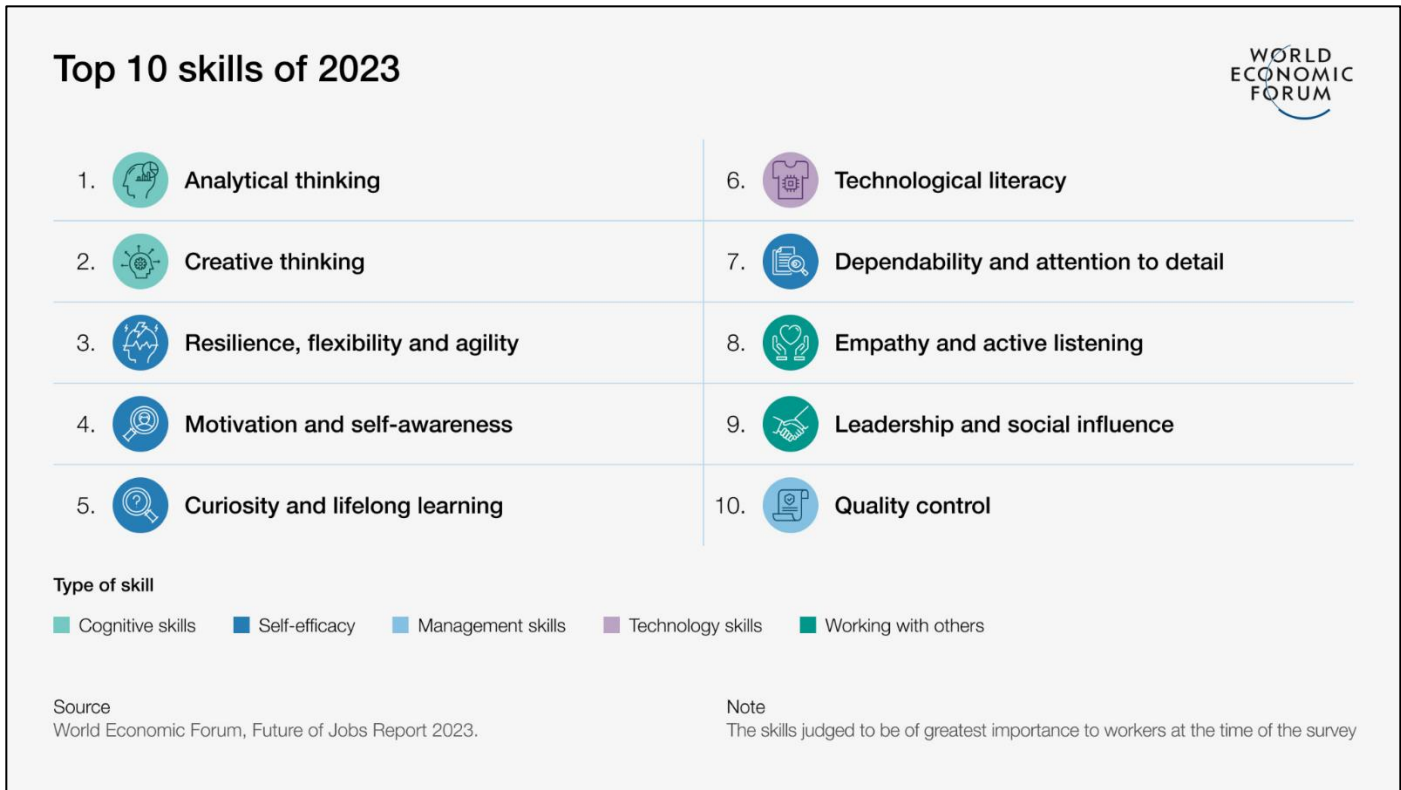 Top 10 skills of 2023
WORLD
ECONOMIC
FORUM
1. Analytical thinking
2. Creative thinking
3. Resilience, flexibility and agility
4. Motivation and self-awareness
5. Curiosity and lifelong learning
6. Technological literacy
7. Dependability and attention to detail
8. Empathy and active listening
9. Leadership and social influence
10. Quality control
Type of skill
Cognitive skills Self-efficacy Management skills Technology skills Working with others
Source
World Economic Forum, Future of Jobs Report 2023.
Note
The skills judged to be of greatest importance to workers at the time of the survey